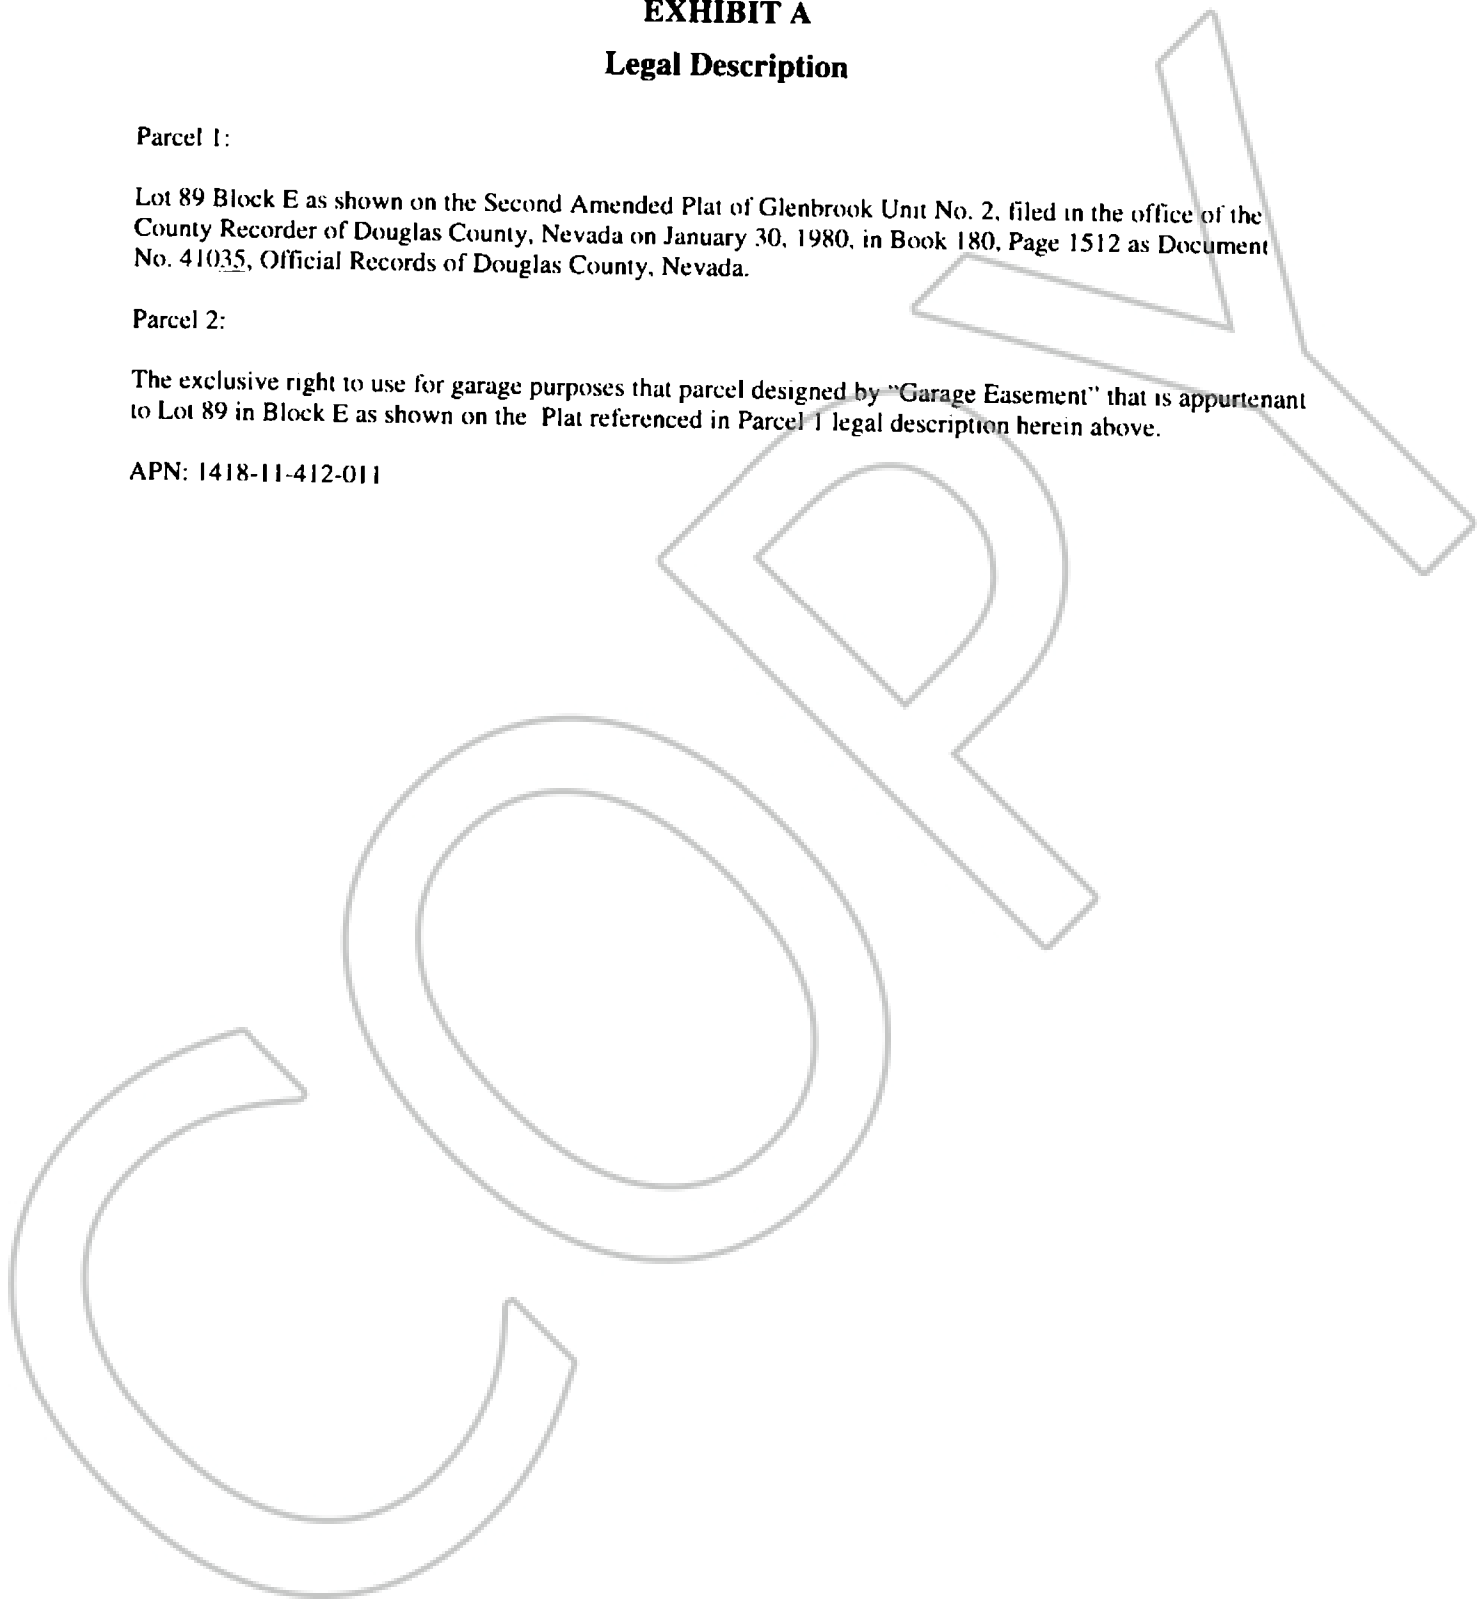 EXHIBIT A
Legal Description
Parcel 1:
Lot 89 Block E as shown on the Second Amended Plat of Glenbrook Unit No. 2, filed in the office of the
County Recorder of Douglas County, Nevada on January 30, 1980, in Book 180, Page 1512 as Document
No. 41035, Official Records of Douglas County, Nevada.
Parcel 2:
The exclusive right to use for garage purposes that parcel designed by “Garage Easement” that is appurtenant
to Lot 89 in Block E as shown on the Plat referenced in Parcel 1 legal description herein above.
APN: 1418-11-412-011
COPY